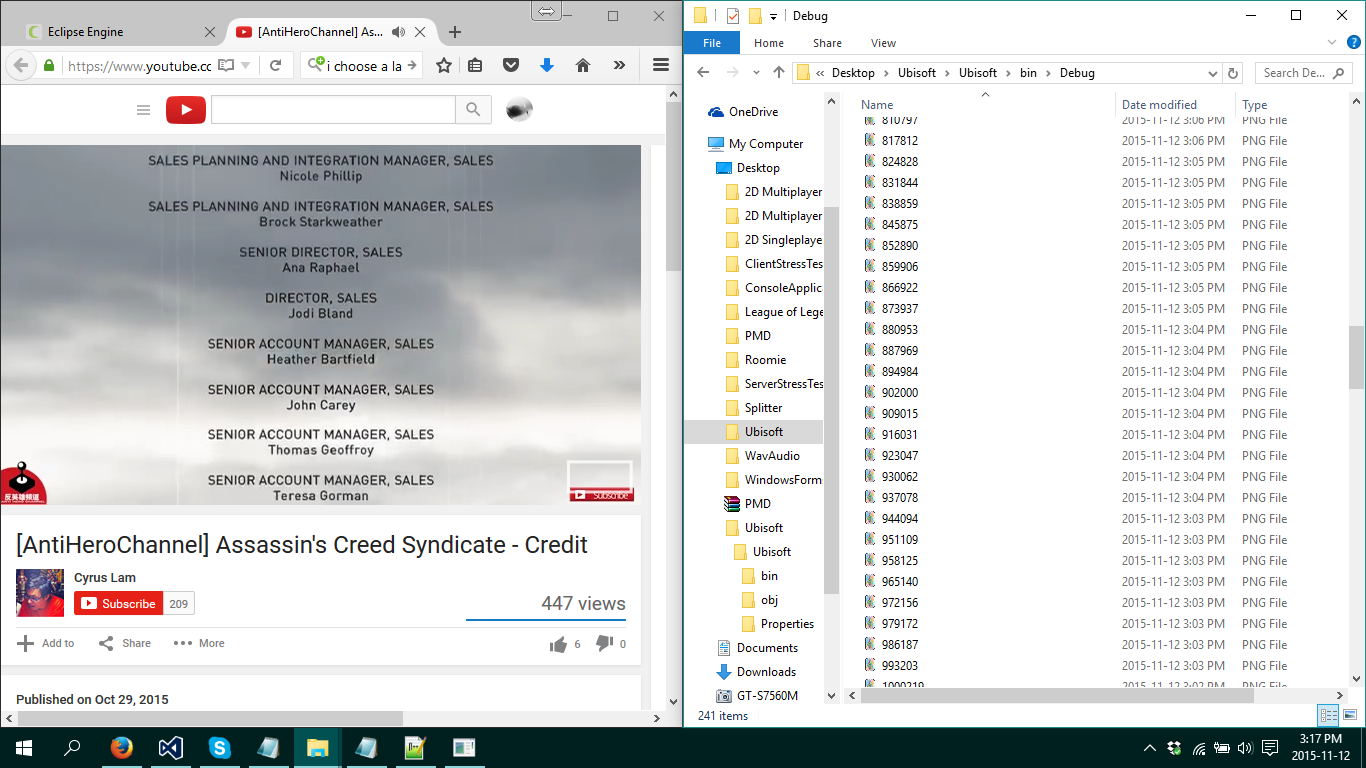 Eclipse Engine
[AntiHeroChannel] As...
https://www.youtube.cc
i choose a la
SALES PLANNING AND INTEGRATION MANAGER, SALES
Nicole Phillip
SALES PLANNING AND INTEGRATION MANAGER, SALES
Brock Starkweather
SENIOR DIRECTOR, SALES
Ana Raphael
DIRECTOR, SALES
Jodi Bland
SENIOR ACCOUNT MANAGER, SALES
Heather Bartfield
SENIOR ACCOUNT MANAGER, SALES
John Carey
SENIOR ACCOUNT MANAGER, SALES
Thomas Geoffroy
SENIOR ACCOUNT MANAGER, SALES
Teresa Gorman
反英雄頻道
Subscribe
[AntiHeroChannel] Assassin's Creed Syndicate - Credit
Cyrus Lam
Subscribe 209
447 views
Add to Share More 6 0
Published on Oct 29, 2015
Debug
File Home Share View
« Desktop > Ubisoft > Ubisoft > bin > Debug
Search De...
OneDrive
My Computer
Desktop
2D Multiplayer
2D Multiplayer
2D Singleplaye
ClientStressTes
ConsoleApplic
League of Lege
PMD
Roomie
ServerStressTes
Splitter
Ubisoft
WavAudio
WindowsForm
PMD
Ubisoft
Ubisoft
bin
obj
Properties
Documents
Downloads
GT-S7560M
Name Date modified Type
810797 2015-11-12 3:06 PM PNG File
817812 2015-11-12 3:06 PM PNG File
824828 2015-11-12 3:05 PM PNG File
831844 2015-11-12 3:05 PM PNG File
838859 2015-11-12 3:05 PM PNG File
845875 2015-11-12 3:05 PM PNG File
852890 2015-11-12 3:05 PM PNG File
859906 2015-11-12 3:05 PM PNG File
866922 2015-11-12 3:05 PM PNG File
873937 2015-11-12 3:05 PM PNG File
880953 2015-11-12 3:04 PM PNG File
887969 2015-11-12 3:04 PM PNG File
894984 2015-11-12 3:04 PM PNG File
902000 2015-11-12 3:04 PM PNG File
909015 2015-11-12 3:04 PM PNG File
916031 2015-11-12 3:04 PM PNG File
923047 2015-11-12 3:04 PM PNG File
930062 2015-11-12 3:04 PM PNG File
937078 2015-11-12 3:04 PM PNG File
944094 2015-11-12 3:03 PM PNG File
951109 2015-11-12 3:03 PM PNG File
958125 2015-11-12 3:03 PM PNG File
965140 2015-11-12 3:03 PM PNG File
972156 2015-11-12 3:03 PM PNG File
979172 2015-11-12 3:03 PM PNG File
986187 2015-11-12 3:03 PM PNG File
993203 2015-11-12 3:03 PM PNG File
1000219 2015-11-12 3:02 PM PNG File
241 items
3:17 PM
2015-11-12